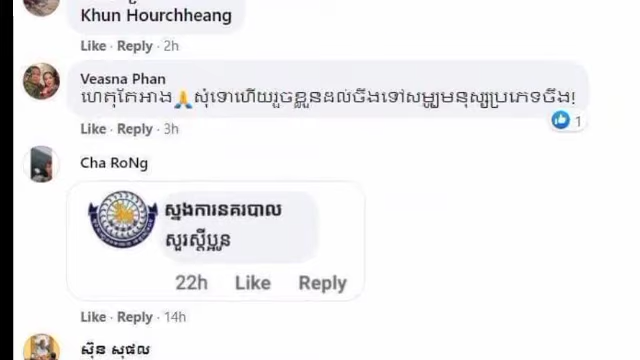 Khun Hourchheang
Like · Reply · 2h
Veasna Phan
ហេតុតែអាង🙏សុំទោហើយរួចខ្លួនដល់ចឹងទៅសម្បូមនុស្សប្រភេទចឹង!
Like · Reply · 3h
1
Cha RoNg
ស្នងការនគរបាល
សួរស្តីប្អូន
22h Like Reply
Like · Reply · 14h
ស៊ុន សុផល